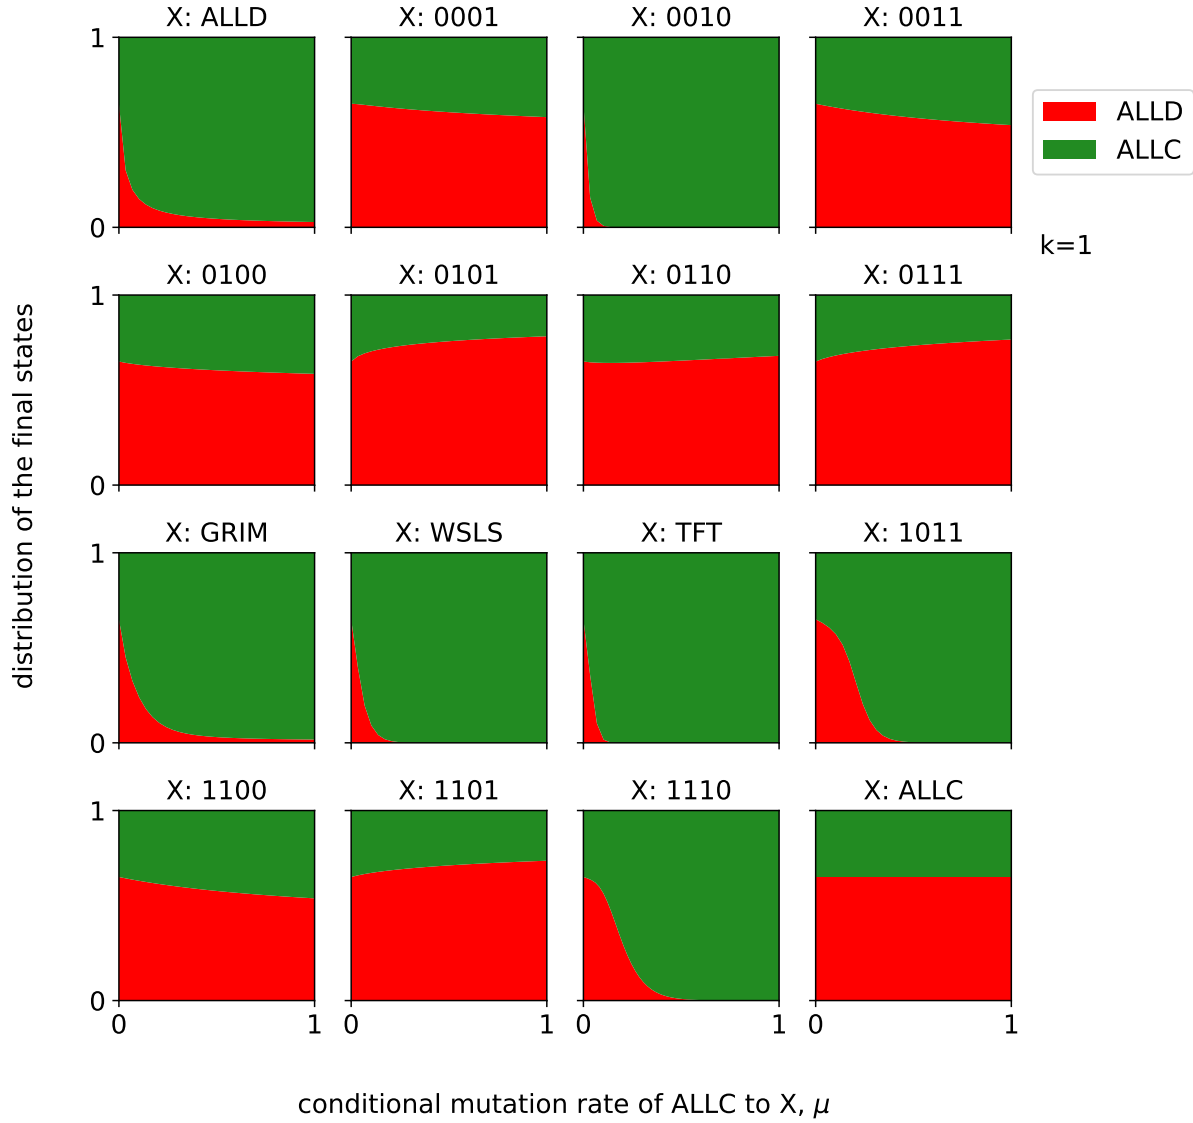 X: ALLD X: 0001 X: 0010 X: 0011
1
0
ALLD
ALLC
k=1
X: 0100 X: 0101 X: 0110 X: 0111
1
0
distribution of the final states
X: GRIM X: WSLS X: TFT X: 1011
1
0
X: 1100 X: 1101 X: 1110 X: ALLC
1
0
0 1 0 1 0 1 0 1
conditional mutation rate of ALLC to X, μ